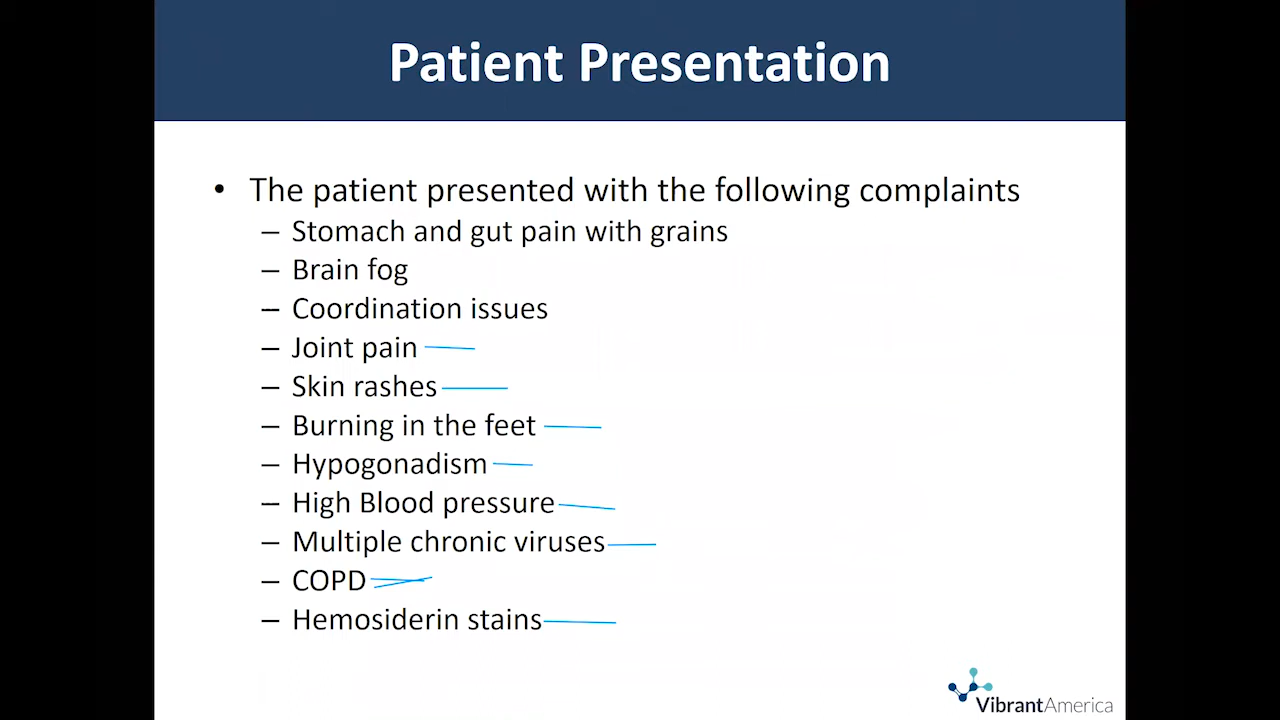 Patient Presentation
• The patient presented with the following complaints
– Stomach and gut pain with grains
– Brain fog
– Coordination issues
– Joint pain
– Skin rashes
– Burning in the feet
– Hypogonadism
– High Blood pressure
– Multiple chronic viruses
– COPD
– Hemosiderin stains
VibrantAmerica